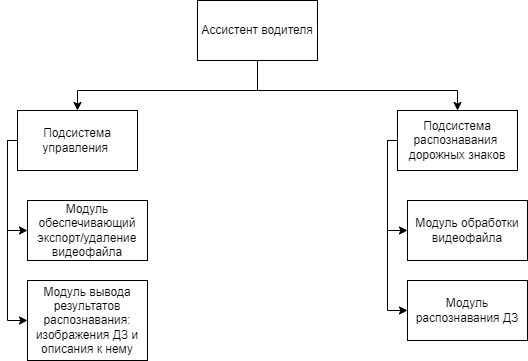 Ассистент водителя
Подсистема
управления
Подсистема
распознавания
дорожных знаков
Модуль
обеспечивающий
экспорт/удаление
видеофайла
Модуль обработки
видеофайла
Модуль вывода
результатов
распознавания:
изображения ДЗ и
описания к нему
Модуль
распознавания ДЗ